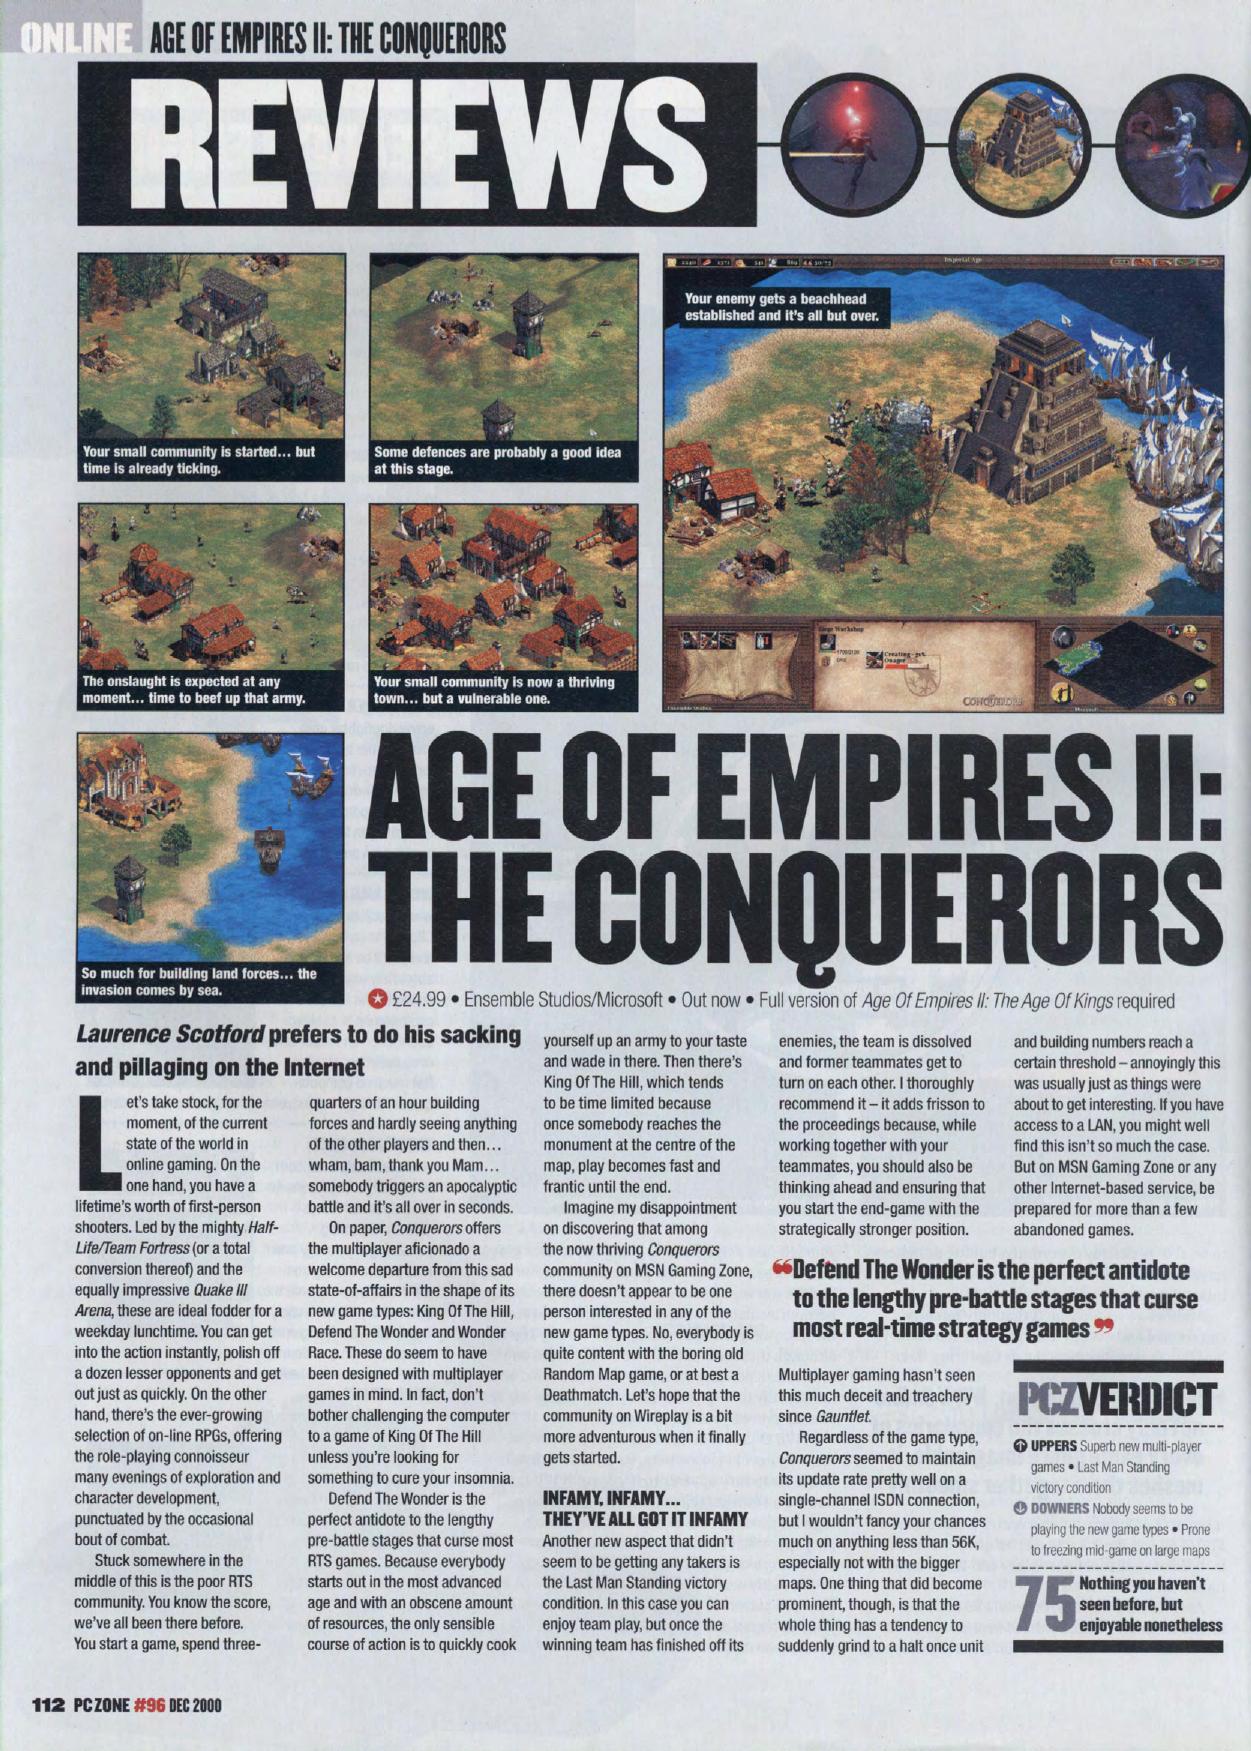 ONLINE AGE OF EMPIRES II: THE CONQUERORS
REVIEWS
Your small community is started... but
time is already ticking.
Some defences are probably a good idea
at this stage.
Imperial Age
Your enemy gets a beachhead
established and it's all but over.
Siege Workshop
Creating
Onager
CONQUERORS
The onslaught is expected at any
moment... time to beef up that army.
Your small community is now a thriving
town... but a vulnerable one.
So much for building land forces... the
invasion comes by sea.
AGE OF EMPIRES II:
THE CONQUERORS
£24.99 • Ensemble Studios/Microsoft • Out now • Full version of Age Of Empires II: The Age Of Kings required
Laurence Scotford prefers to do his sacking
and pillaging on the Internet
Let's take stock, for the
moment, of the current
state of the world in
online gaming. On the
one hand, you have a
lifetime's worth of first-person
shooters. Led by the mighty Half-
Life/Team Fortress (or a total
conversion thereof) and the
equally impressive Quake III
Arena, these are ideal fodder for a
weekday lunchtime. You can get
into the action instantly, polish off
a dozen lesser opponents and get
out just as quickly. On the other
hand, there's the ever-growing
selection of on-line RPGs, offering
the role-playing connoisseur
many evenings of exploration and
character development,
punctuated by the occasional
bout of combat.
Stuck somewhere in the
middle of this is the poor RTS
community. You know the score,
we've all been there before.
You start a game, spend three-
quarters of an hour building
forces and hardly seeing anything
of the other players and then...
wham, bam, thank you Mam...
somebody triggers an apocalyptic
battle and it's all over in seconds.
On paper, Conquerors offers
the multiplayer aficionado a
welcome departure from this sad
state-of-affairs in the shape of its
new game types: King Of The Hill,
Defend The Wonder and Wonder
Race. These do seem to have
been designed with multiplayer
games in mind. In fact, don't
bother challenging the computer
to a game of King Of The Hill
unless you're looking for
something to cure your insomnia.
Defend The Wonder is the
perfect antidote to the lengthy
pre-battle stages that curse most
RTS games. Because everybody
starts out in the most advanced
age and with an obscene amount
of resources, the only sensible
course of action is to quickly cook
yourself up an army to your taste
and wade in there. Then there's
King Of The Hill, which tends
to be time limited because
once somebody reaches the
monument at the centre of the
map, play becomes fast and
frantic until the end.
Imagine my disappointment
on discovering that among
the now thriving Conquerors
community on MSN Gaming Zone,
there doesn't appear to be one
person interested in any of the
new game types. No, everybody is
quite content with the boring old
Random Map game, or at best a
Deathmatch. Let's hope that the
community on Wireplay is a bit
more adventurous when it finally
gets started.
INFAMY, INFAMY...
THEY'VE ALL GOT IT INFAMY
Another new aspect that didn't
seem to be getting any takers is
the Last Man Standing victory
condition. In this case you can
enjoy team play, but once the
winning team has finished off its
enemies, the team is dissolved
and former teammates get to
turn on each other. I thoroughly
recommend it – it adds frisson to
the proceedings because, while
working together with your
teammates, you should also be
thinking ahead and ensuring that
you start the end-game with the
strategically stronger position.
Multiplayer gaming hasn't seen
this much deceit and treachery
since Gauntlet.
Regardless of the game type,
Conquerors seemed to maintain
its update rate pretty well on a
single-channel ISDN connection,
but I wouldn't fancy your chances
much on anything less than 56K,
especially not with the bigger
maps. One thing that did become
prominent, though, is that the
whole thing has a tendency to
suddenly grind to a halt once unit
and building numbers reach a
certain threshold – annoyingly this
was usually just as things were
about to get interesting. If you have
access to a LAN, you might well
find this isn't so much the case.
But on MSN Gaming Zone or any
other Internet-based service, be
prepared for more than a few
abandoned games.
“Defend The Wonder is the perfect antidote
to the lengthy pre-battle stages that curse
most real-time strategy games”
PCZVERDICT
UPPERS Superb new multi-player
games • Last Man Standing
victory condition
DOWNERS Nobody seems to be
playing the new game types • Prone
to freezing mid-game on large maps
75 Nothing you haven't
seen before, but
enjoyable nonetheless
112 PC ZONE #96 DEC 2000